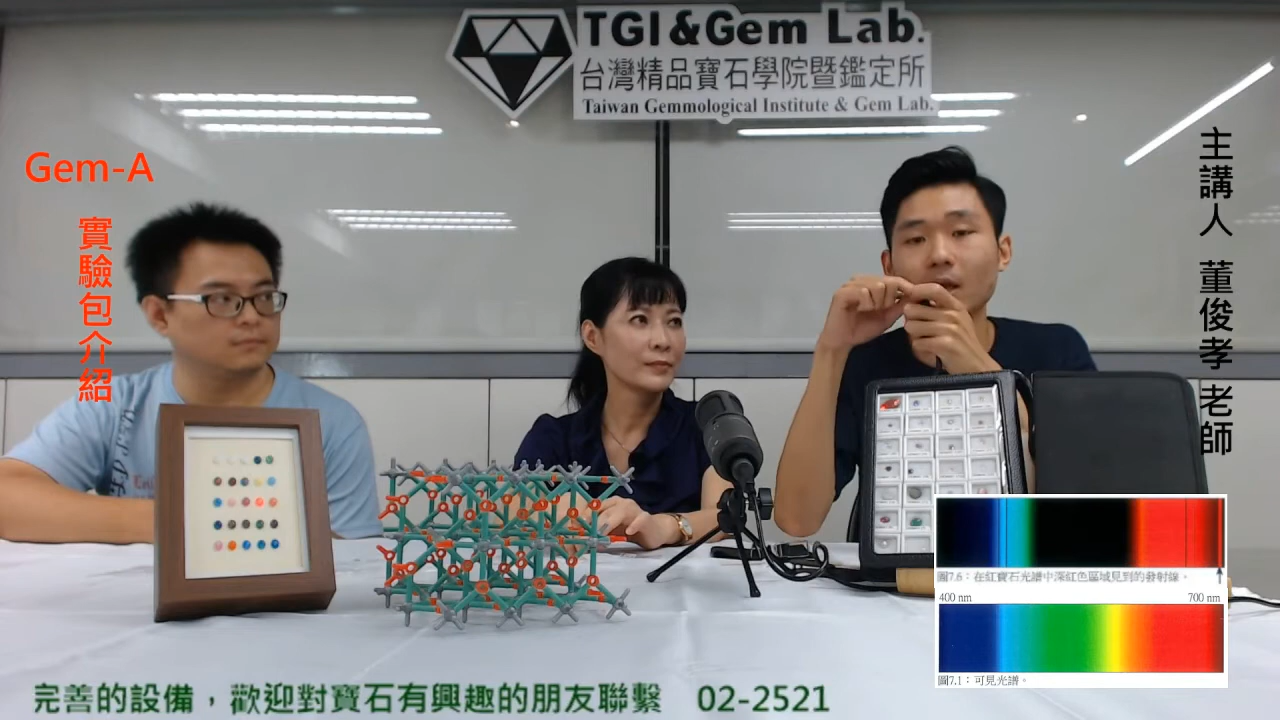 TGI&Gem Lab.
台灣精品寶石學院暨鑑定所
Taiwan Gemmological Institute & Gem Lab.
Gem-A
實驗包介紹
主講人 董俊孝老師
圖7.6：在紅寶石光譜中深紅色區域見到的發射線。
400 nm 700 nm
圖7.1：可見光譜。
完善的設備，歡迎對寶石有興趣的朋友聯繫 02-2521